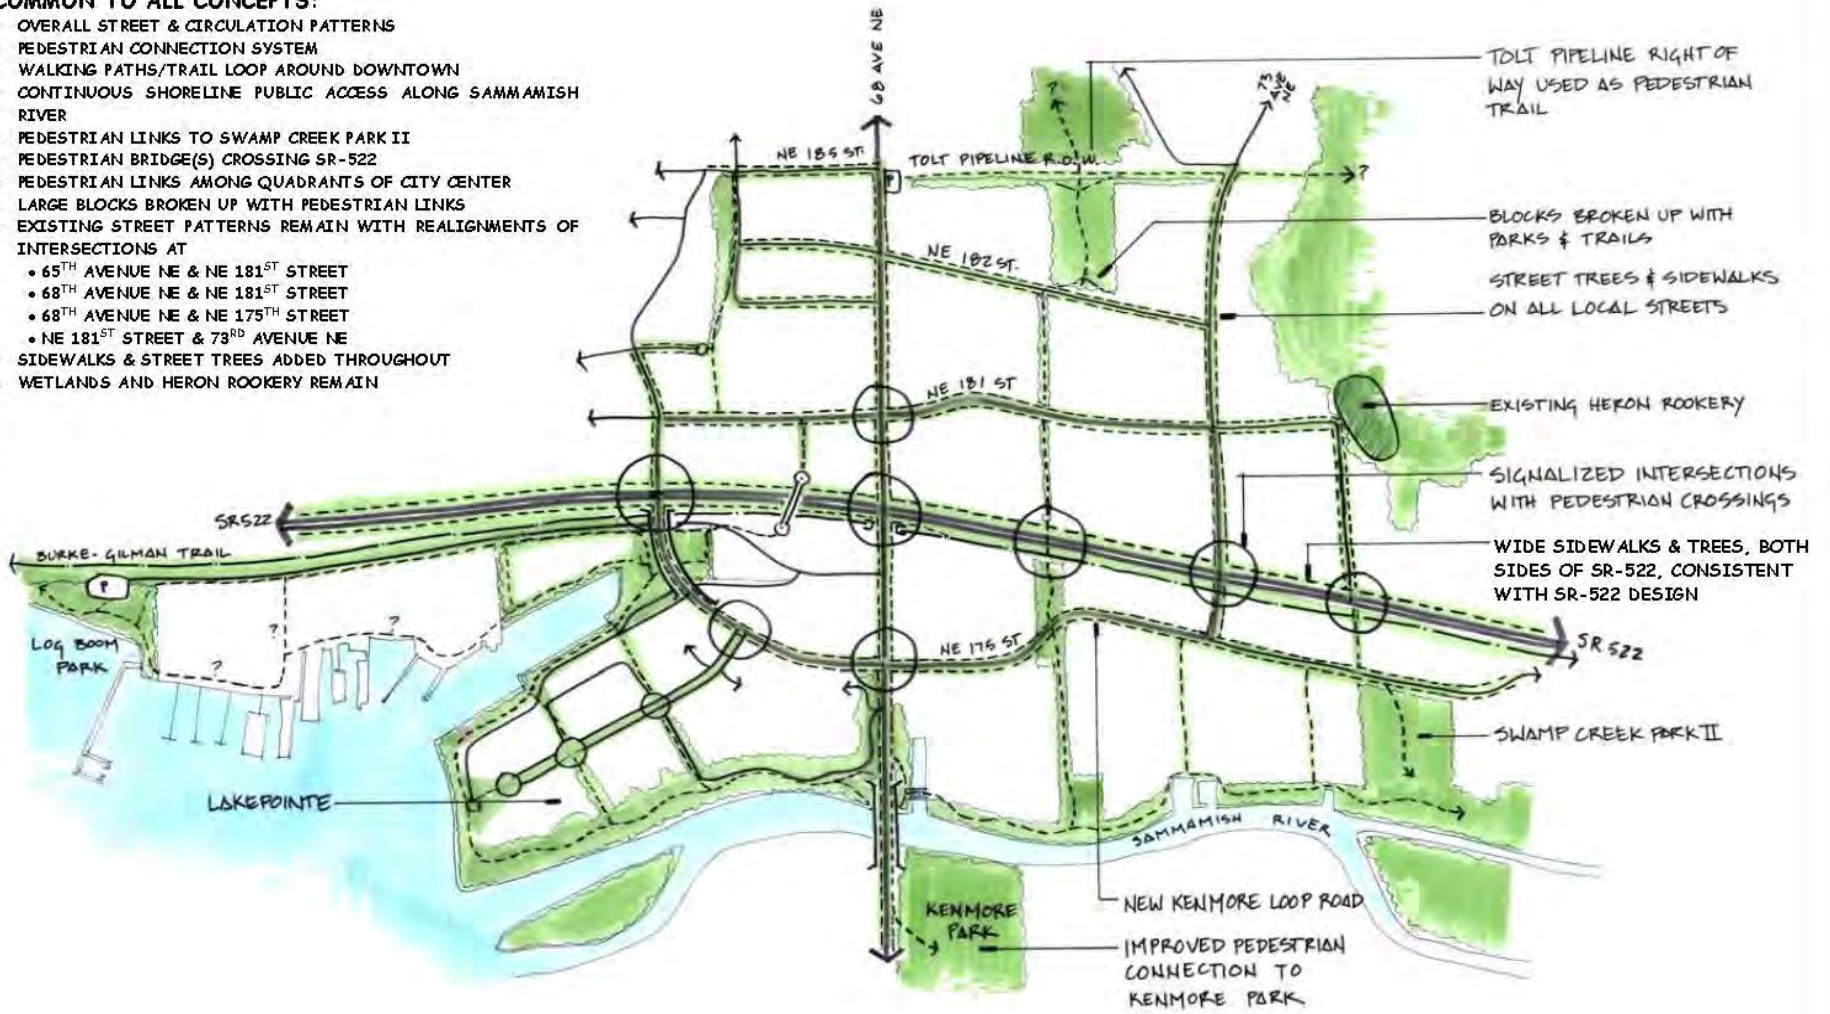 COMMON TO ALL CONCEPTS:
OVERALL STREET & CIRCULATION PATTERNS
PEDESTRIAN CONNECTION SYSTEM
WALKING PATHS/TRAIL LOOP AROUND DOWNTOWN
CONTINUOUS SHORELINE PUBLIC ACCESS ALONG SAMMAMISH
RIVER
PEDESTRIAN LINKS TO SWAMP CREEK PARK II
PEDESTRIAN BRIDGE(S) CROSSING SR-522
PEDESTRIAN LINKS AMONG QUADRANTS OF CITY CENTER
LARGE BLOCKS BROKEN UP WITH PEDESTRIAN LINKS
EXISTING STREET PATTERNS REMAIN WITH REALIGNMENTS OF
INTERSECTIONS AT
• 65TH AVENUE NE & NE 181ST STREET
• 68TH AVENUE NE & NE 181ST STREET
• 68TH AVENUE NE & NE 175TH STREET
• NE 181ST STREET & 73RD AVENUE NE
SIDEWALKS & STREET TREES ADDED THROUGHOUT
WETLANDS AND HERON ROOKERY REMAIN
68 AVE NE
73
AVE
NE
TOLT PIPELINE RIGHT OF
WAY USED AS PEDESTRIAN
TRAIL
?
NE 185 ST.
P
TOLT PIPELINE R.O.W.
?
BLOCKS BROKEN UP WITH
PARKS & TRAILS
NE 182 ST.
STREET TREES & SIDEWALKS
ON ALL LOCAL STREETS
NE 181 ST
EXISTING HERON ROOKERY
SIGNALIZED INTERSECTIONS
WITH PEDESTRIAN CROSSINGS
SR522
BURKE-GILMAN TRAIL
P
WIDE SIDEWALKS & TREES, BOTH
SIDES OF SR-522, CONSISTENT
WITH SR-522 DESIGN
LOG BOOM
PARK
?
?
?
NE 175 ST
SR 522
SWAMP CREEK PARK II
LAKEPOINTE
SAMMAMISH RIVER
NEW KENMORE LOOP ROAD
KENMORE
PARK
IMPROVED PEDESTRIAN
CONNECTION TO
KENMORE PARK